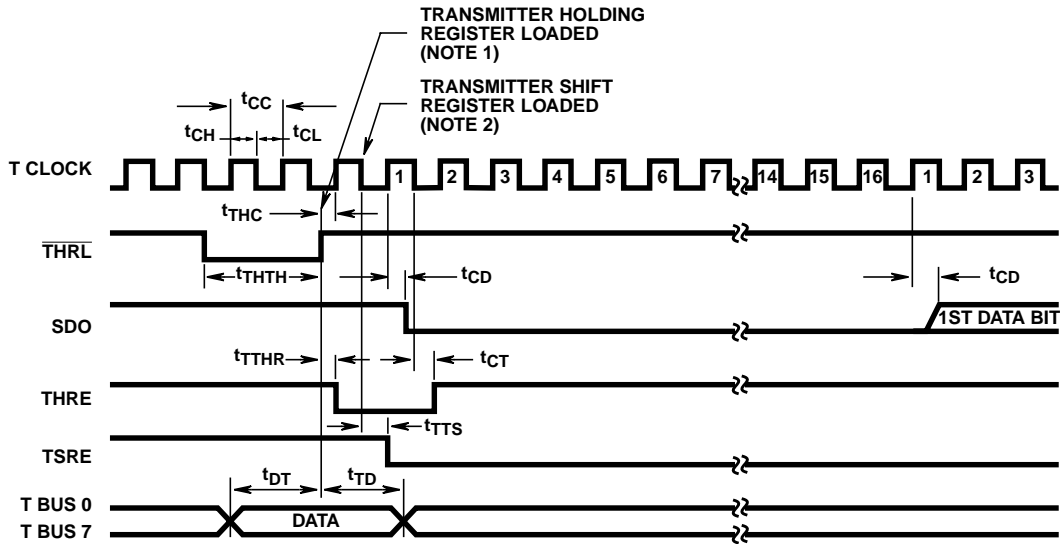 TRANSMITTER HOLDING
REGISTER LOADED
(NOTE 1)
TRANSMITTER SHIFT
REGISTER LOADED
(NOTE 2)
tCC
tCH
tCL
T CLOCK
1
2
3
4
5
6
7
14
15
16
1
2
3
tTHC
THRL
tTHTH
tCD
tCD
SDO
1ST DATA BIT
tTTHR
tCT
THRE
tTTS
TSRE
tDT
tTD
T BUS 0
DATA
T BUS 7